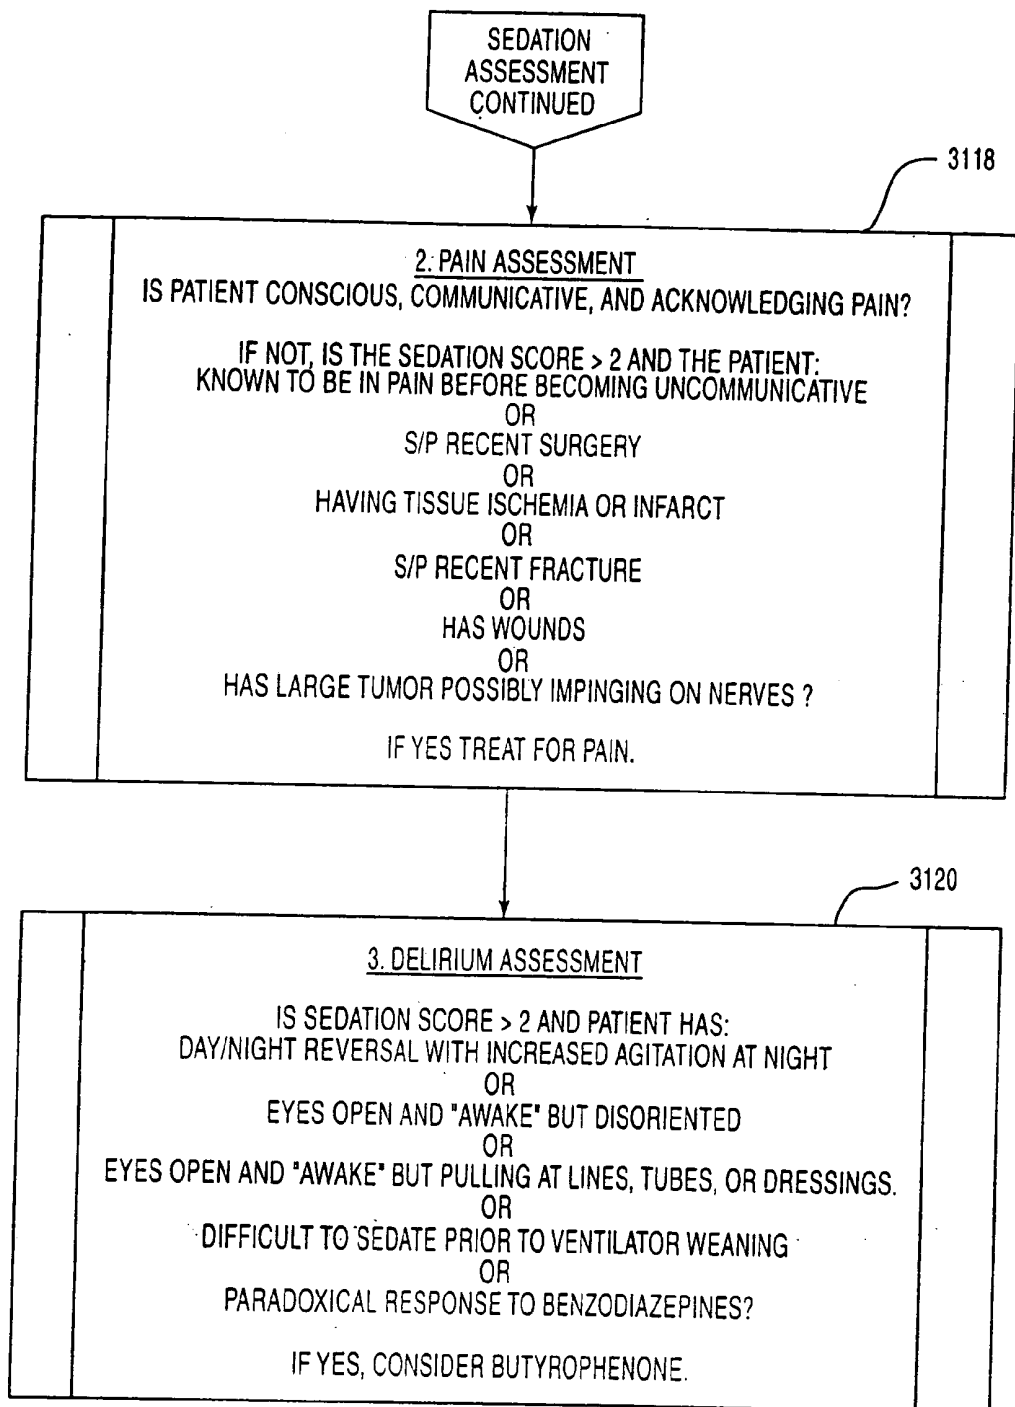 SEDATION
ASSESSMENT
CONTINUED
3118
2. PAIN ASSESSMENT
IS PATIENT CONSCIOUS, COMMUNICATIVE, AND ACKNOWLEDGING PAIN?
IF NOT, IS THE SEDATION SCORE > 2 AND THE PATIENT:
KNOWN TO BE IN PAIN BEFORE BECOMING UNCOMMUNICATIVE
OR
S/P RECENT SURGERY
OR
HAVING TISSUE ISCHEMIA OR INFARCT
OR
S/P RECENT FRACTURE
OR
HAS WOUNDS
OR
HAS LARGE TUMOR POSSIBLY IMPINGING ON NERVES ?
IF YES TREAT FOR PAIN.
3120
3. DELIRIUM ASSESSMENT
IS SEDATION SCORE > 2 AND PATIENT HAS:
DAY/NIGHT REVERSAL WITH INCREASED AGITATION AT NIGHT
OR
EYES OPEN AND "AWAKE" BUT DISORIENTED
OR
EYES OPEN AND "AWAKE" BUT PULLING AT LINES, TUBES, OR DRESSINGS.
OR
DIFFICULT TO SEDATE PRIOR TO VENTILATOR WEANING
OR
PARADOXICAL RESPONSE TO BENZODIAZEPINES?
IF YES, CONSIDER BUTYROPHENONE.